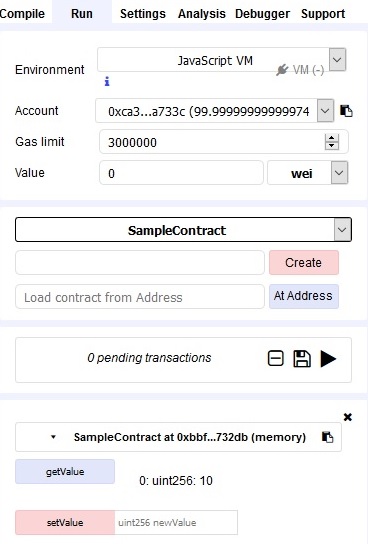 Compile Run Settings Analysis Debugger Support
Environment JavaScript VM VM (-)
i
Account 0xca3...a733c (99.99999999999974
Gas limit 3000000
Value 0 wei
SampleContract
Create
Load contract from Address At Address
0 pending transactions
SampleContract at 0xbbf...732db (memory)
getValue 0: uint256: 10
setValue uint256 newValue